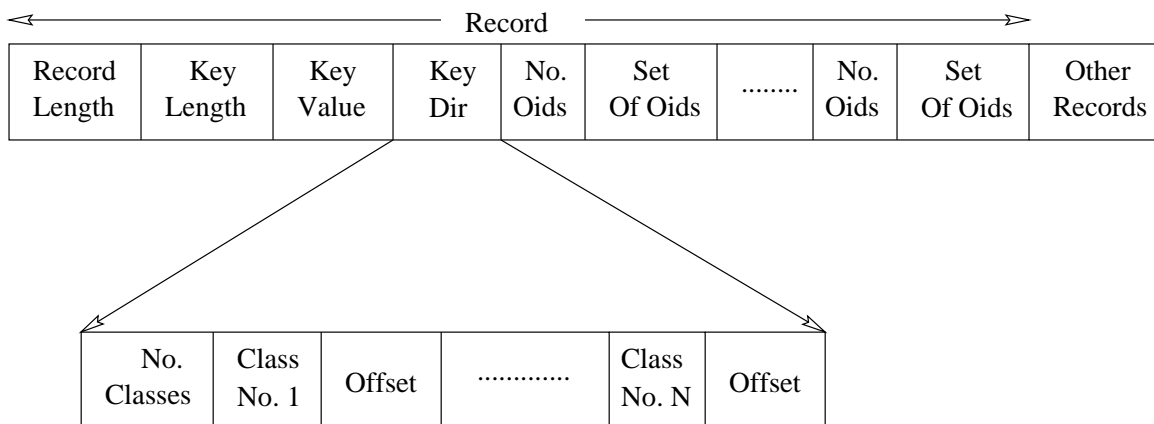 Record
Record Length
Key Length
Key Value
Key Dir
No. Oids
Set Of Oids
........
No. Oids
Set Of Oids
Other Records
No. Classes
Class No. 1
Offset
.............
Class No. N
Offset